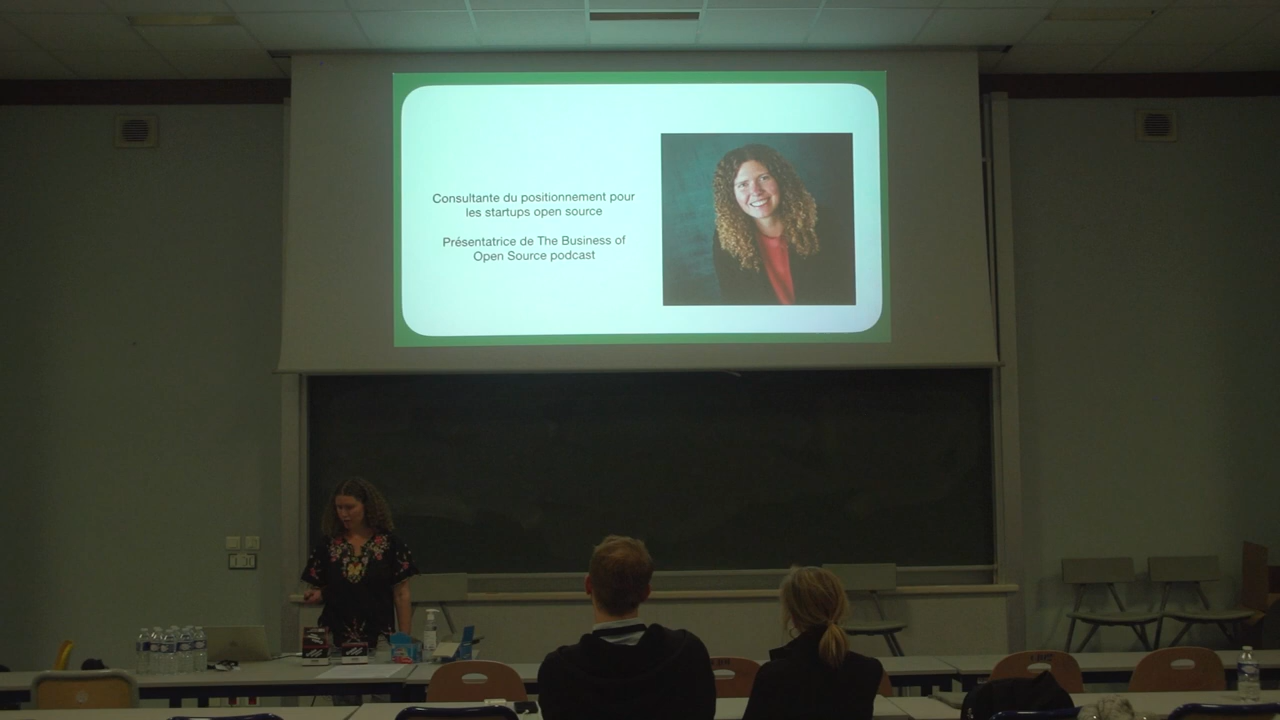 Consultante du positionnement pour
les startups open source
Présentatrice de The Business of
Open Source podcast